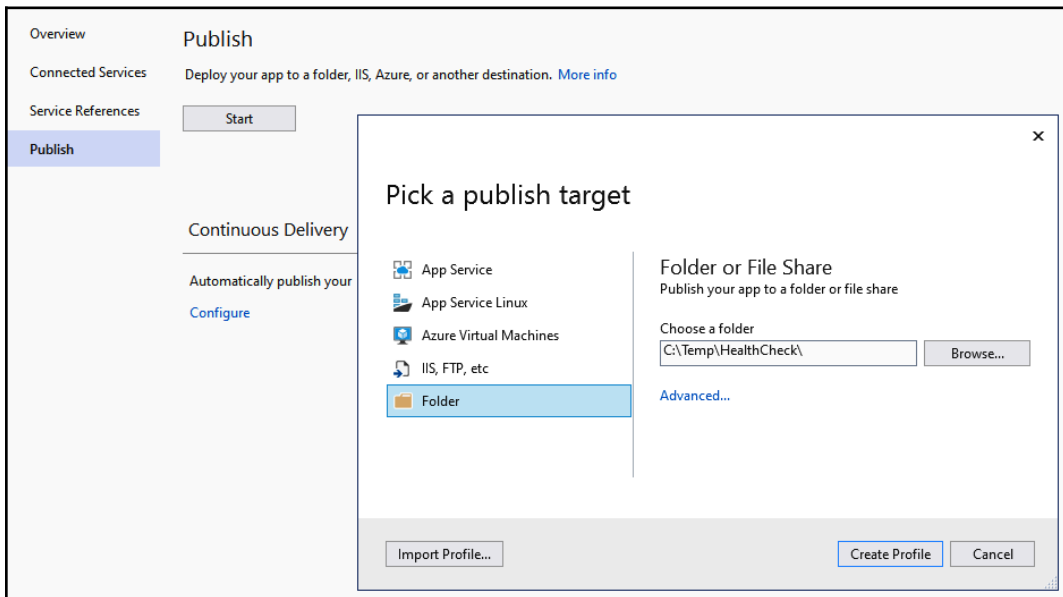 Overview
Connected Services
Service References
Publish
Publish
Deploy your app to a folder, IIS, Azure, or another destination. More info
Start
Continuous Delivery
Automatically publish your
Configure
Pick a publish target
App Service
App Service Linux
Azure Virtual Machines
IIS, FTP, etc
Folder
Folder or File Share
Publish your app to a folder or file share
Choose a folder
C:\Temp\HealthCheck\
Browse...
Advanced...
Import Profile...
Create Profile
Cancel